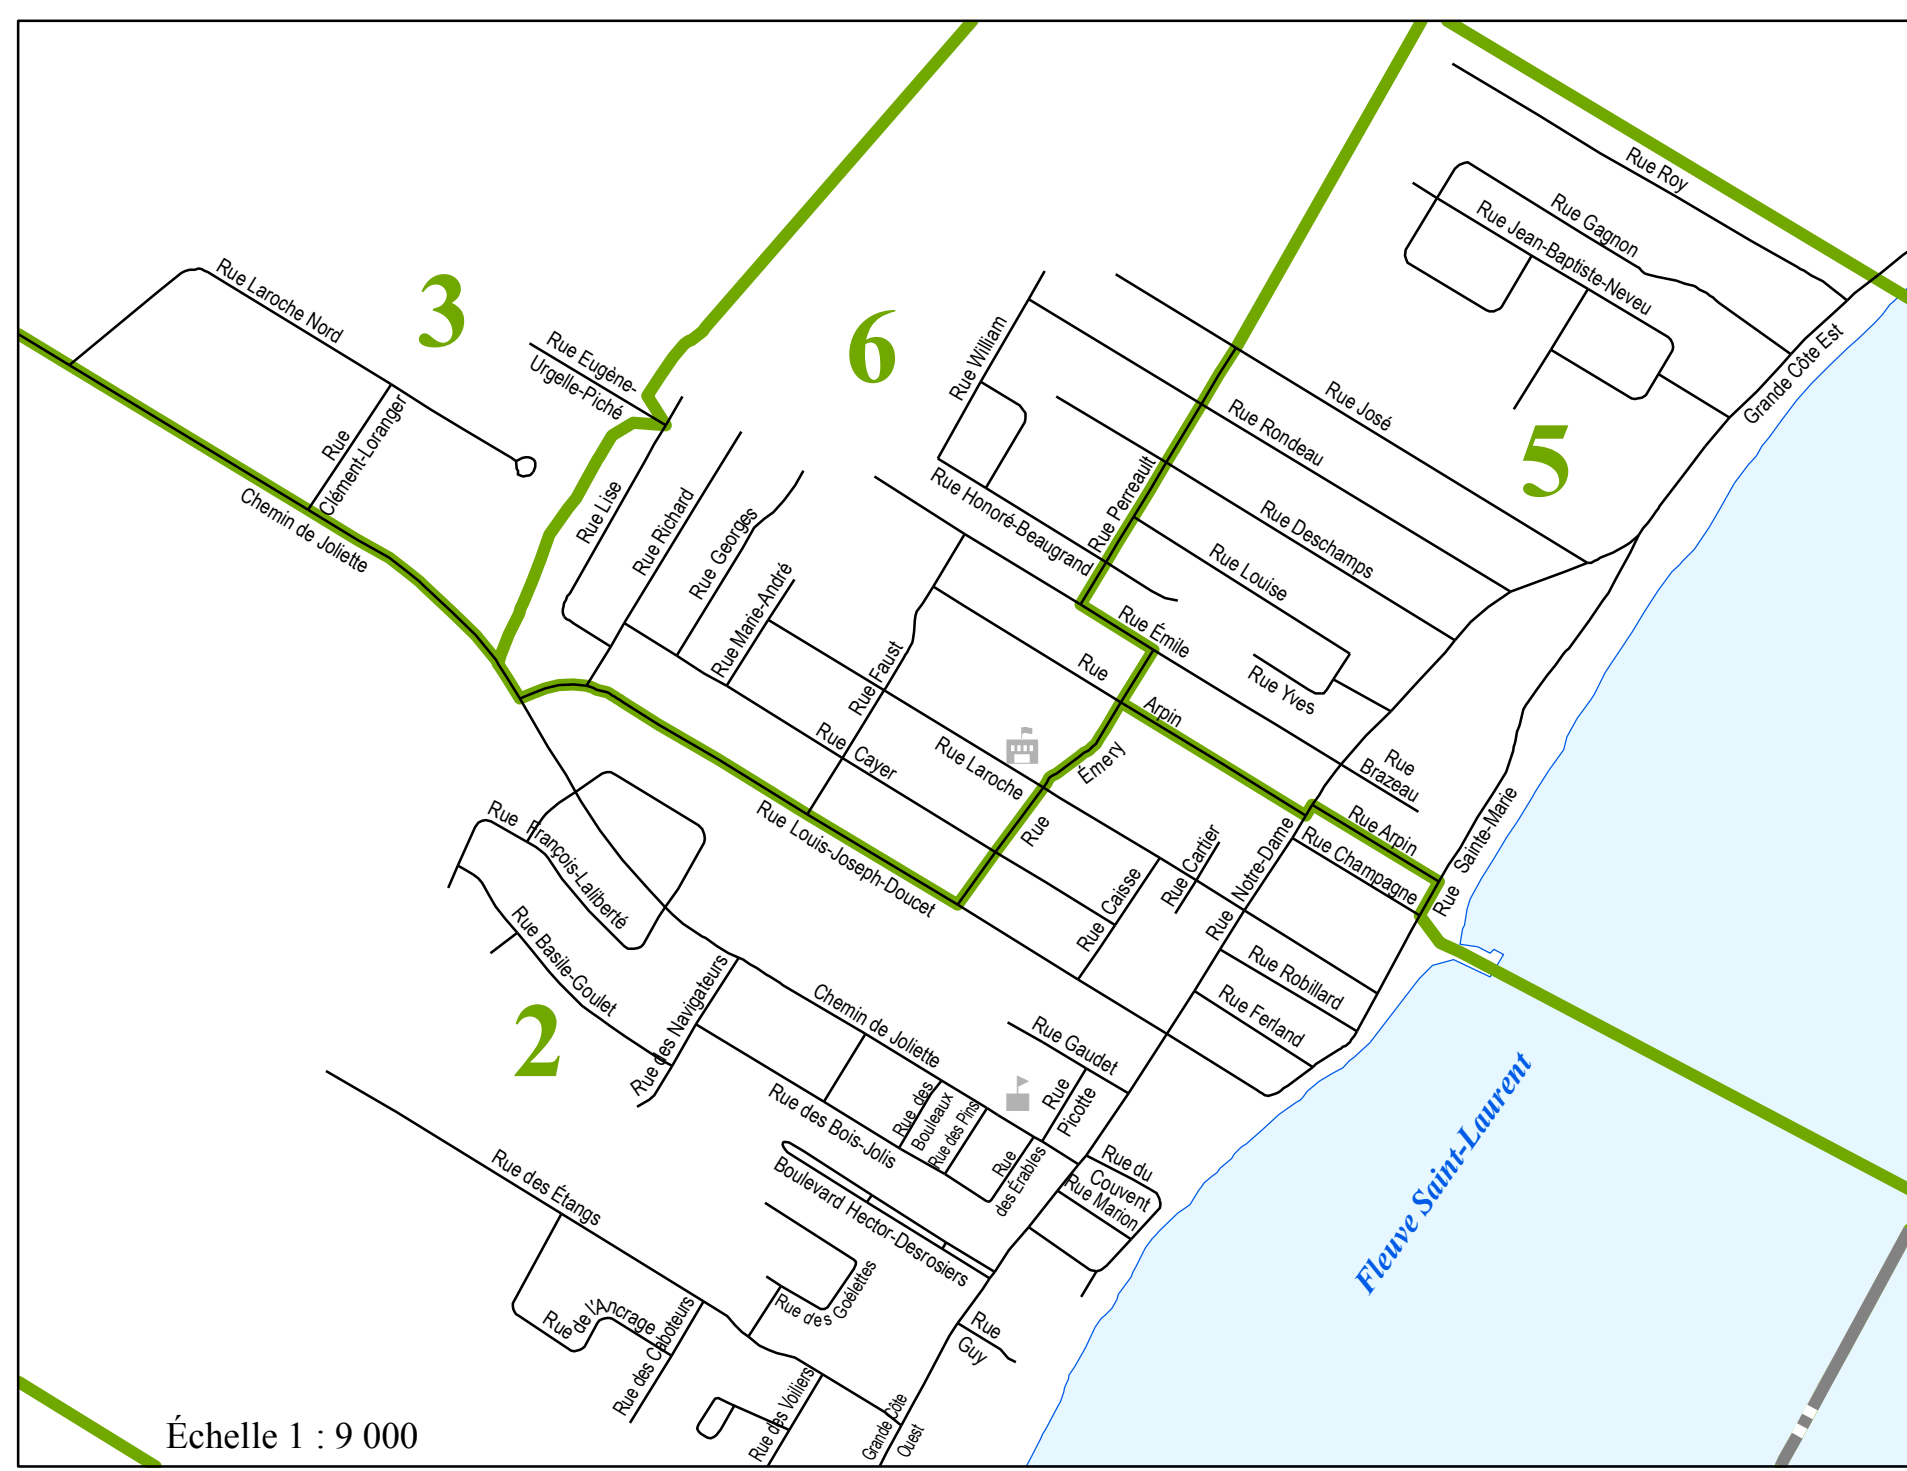 Rue Roy
Rue Gagnon
Rue Jean-Baptiste-Neveu
Grande Côte Est
Rue Laroche Nord
3
Rue Eugène-
Urgelle-Piché
6
Rue William
Rue José
Rue Rondeau
5
Rue
Clément-Loranger
Chemin de Joliette
Rue Lise
Rue Richard
Rue Georges
Rue Marie-André
Rue Honoré-Beaugrand
Rue Perreault
Rue Deschamps
Rue Louise
Rue Émile
Rue Yves
Rue
Arpin
Rue Faust
Rue Cayer
Rue Laroche
Émery
Rue
Rue
Brazeau
Rue Arpin
Rue Champagne
Sainte-Marie
Rue
Rue Louis-Joseph-Doucet
Rue Notre-Dame
Rue Cartier
Rue Caisse
Rue
François-Laliberté
Rue Basile-Goulet
Rue des Navigateurs
Chemin de Joliette
Rue Robillard
Rue Ferland
2
Rue Gaudet
Rue
Picotte
Rue des
Bouleaux
Rue des Pins
Rue des Bois-Jolis
Rue
des Érables
Rue du
Couvent
Rue Marion
Boulevard Hector-Desrosiers
Fleuve Saint-Laurent
Rue des Étangs
Rue des Goélettes
Rue de l'Ancrage
Rue des Caboteurs
Rue
Guy
Rue des Voiliers
Grande Côte
Ouest
Échelle 1 : 9 000